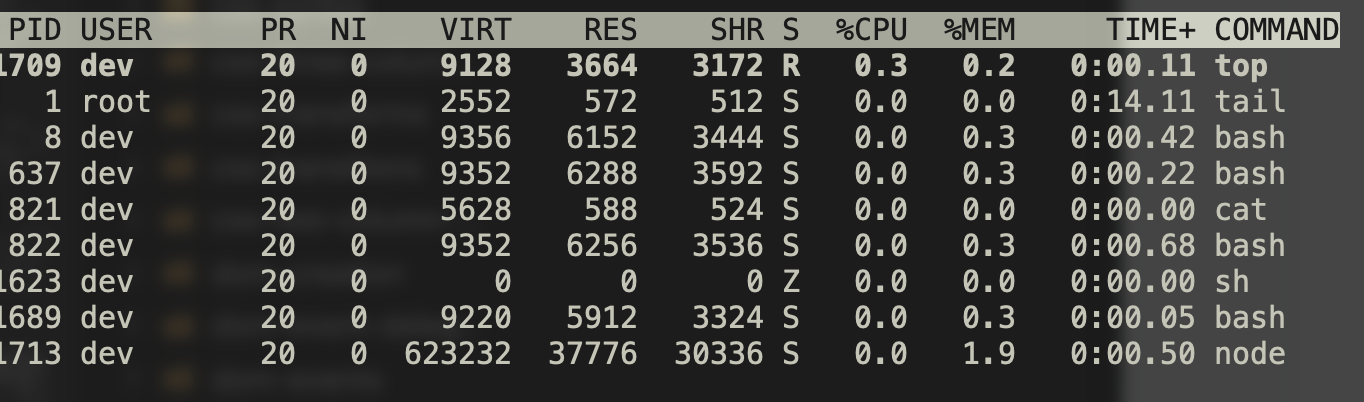 PID USER PR NI VIRT RES SHR S %CPU %MEM TIME+ COMMAND
1709 dev 20 0 9128 3664 3172 R 0.3 0.2 0:00.11 top
1 root 20 0 2552 572 512 S 0.0 0.0 0:14.11 tail
8 dev 20 0 9356 6152 3444 S 0.0 0.3 0:00.42 bash
637 dev 20 0 9352 6288 3592 S 0.0 0.3 0:00.22 bash
821 dev 20 0 5628 588 524 S 0.0 0.0 0:00.00 cat
822 dev 20 0 9352 6256 3536 S 0.0 0.3 0:00.68 bash
1623 dev 20 0 0 0 0 Z 0.0 0.0 0:00.00 sh
1689 dev 20 0 9220 5912 3324 S 0.0 0.3 0:00.05 bash
1713 dev 20 0 623232 37776 30336 S 0.0 1.9 0:00.50 node